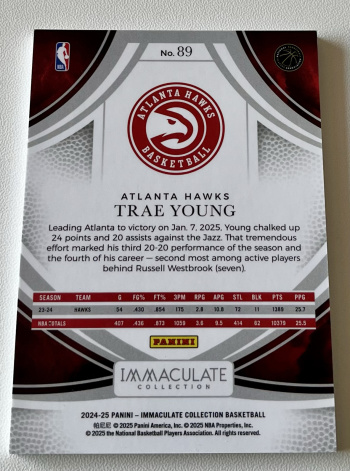 No. 89
NBA
ATLANTA HAWKS
BASKETBALL
ATLANTA HAWKS
TRAE YOUNG
Leading Atlanta to victory on Jan. 7, 2025, Young chalked up
24 points and 20 assists against the Jazz. That tremendous
effort marked his third 20-20 performance of the season and
the fourth of his career — second most among active players
behind Russell Westbrook (seven).
SEASON TEAM G FG% FT% 3PM RPG APG STL BLK PTS PPG
23-24 HAWKS 54 .430 .854 175 2.8 10.8 72 11 1389 25.7
NBA TOTALS 407 .436 .873 1059 3.6 9.5 414 62 10379 25.5
PANINI
IMMACULATE
COLLECTION
2024-25 PANINI – IMMACULATE COLLECTION BASKETBALL
帕尼尼 © 2025 Panini America, Inc. © 2025 NBA Properties, Inc.
© 2025 the National Basketball Players Association. All rights reserved.